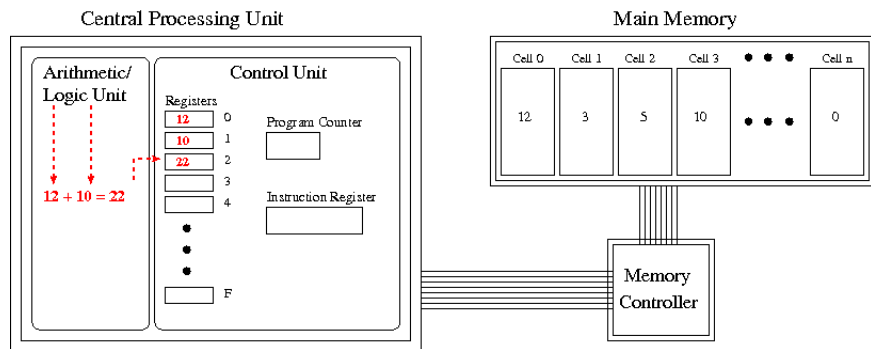 Central Processing Unit
Main Memory
Arithmetic/
Logic Unit
Control Unit
Registers
12 0
10 1
22 2
3
4
F
Program Counter
Instruction Register
12 + 10 = 22
Cell 0 Cell 1 Cell 2 Cell 3 Cell n
12 3 5 10 0
Memory
Controller